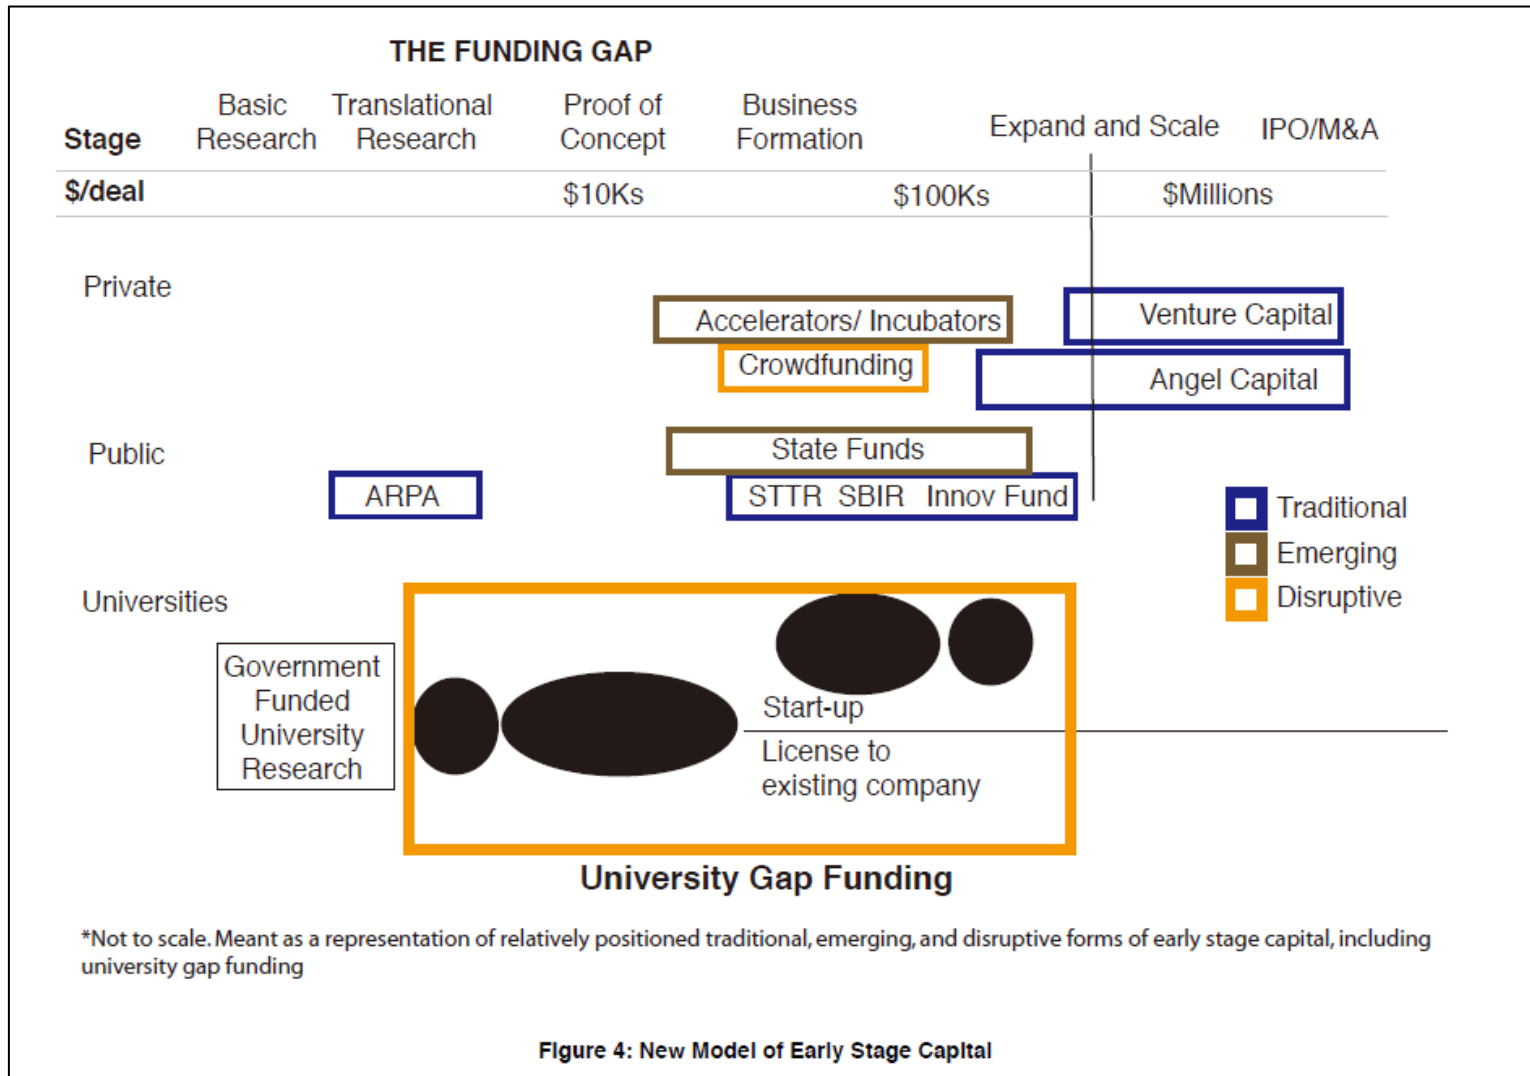 THE FUNDING GAP
Basic Translational Proof of Business
Stage Research Research Concept Formation Expand and Scale IPO/M&A
$/deal $10Ks $100Ks $Millions
Private
Accelerators/ Incubators Venture Capital
Crowdfunding Angel Capital
Public State Funds
ARPA STTR SBIR Innov Fund
Traditional
Emerging
Disruptive
Universities
Government
Funded
University
Research
Start-up
License to
existing company
University Gap Funding
*Not to scale. Meant as a representation of relatively positioned traditional, emerging, and disruptive forms of early stage capital, including
university gap funding
Figure 4: New Model of Early Stage Capital